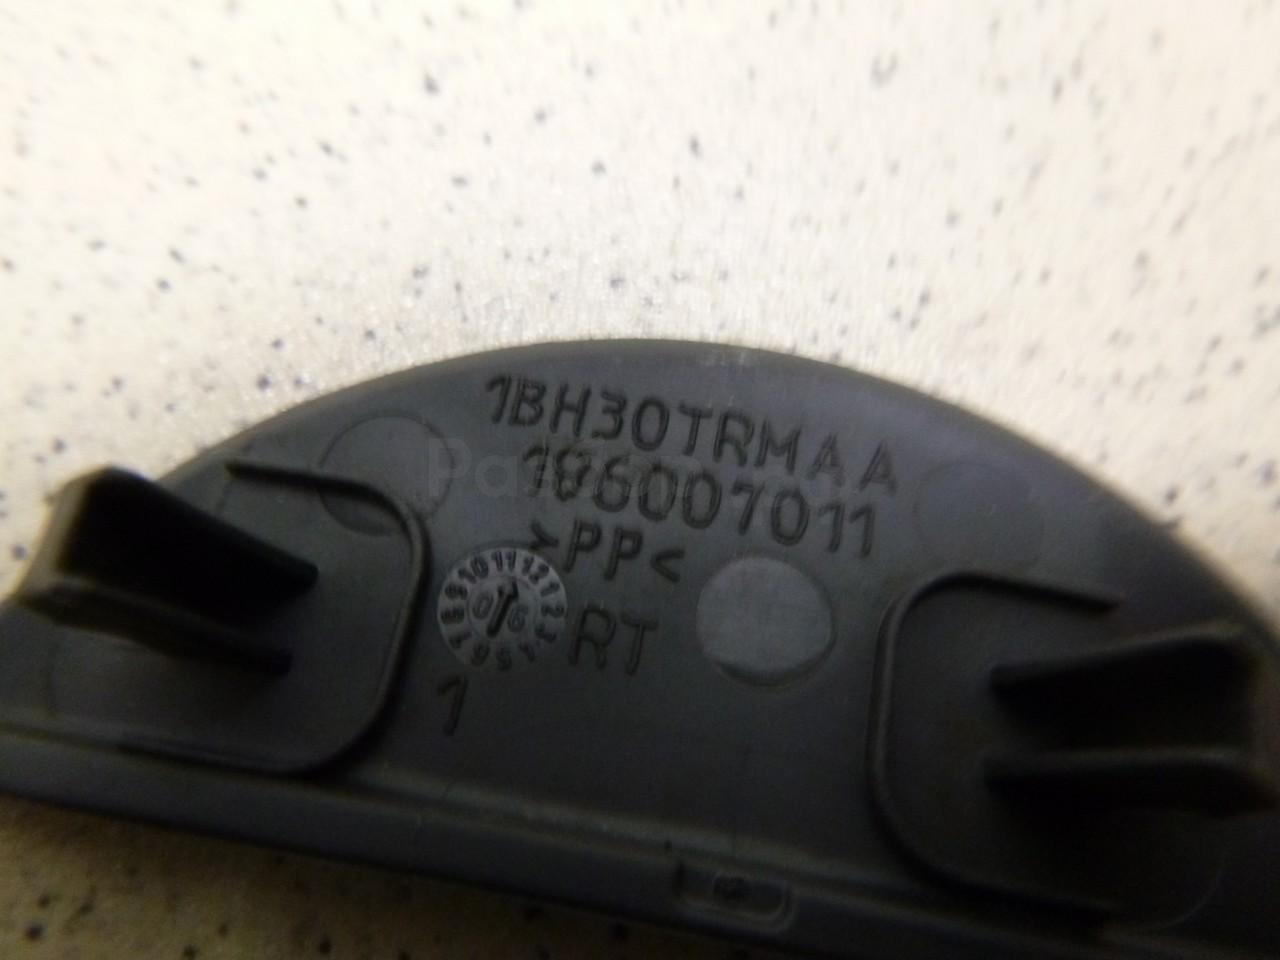 1BH30TRMAA
186007011
>PP<
RT
1